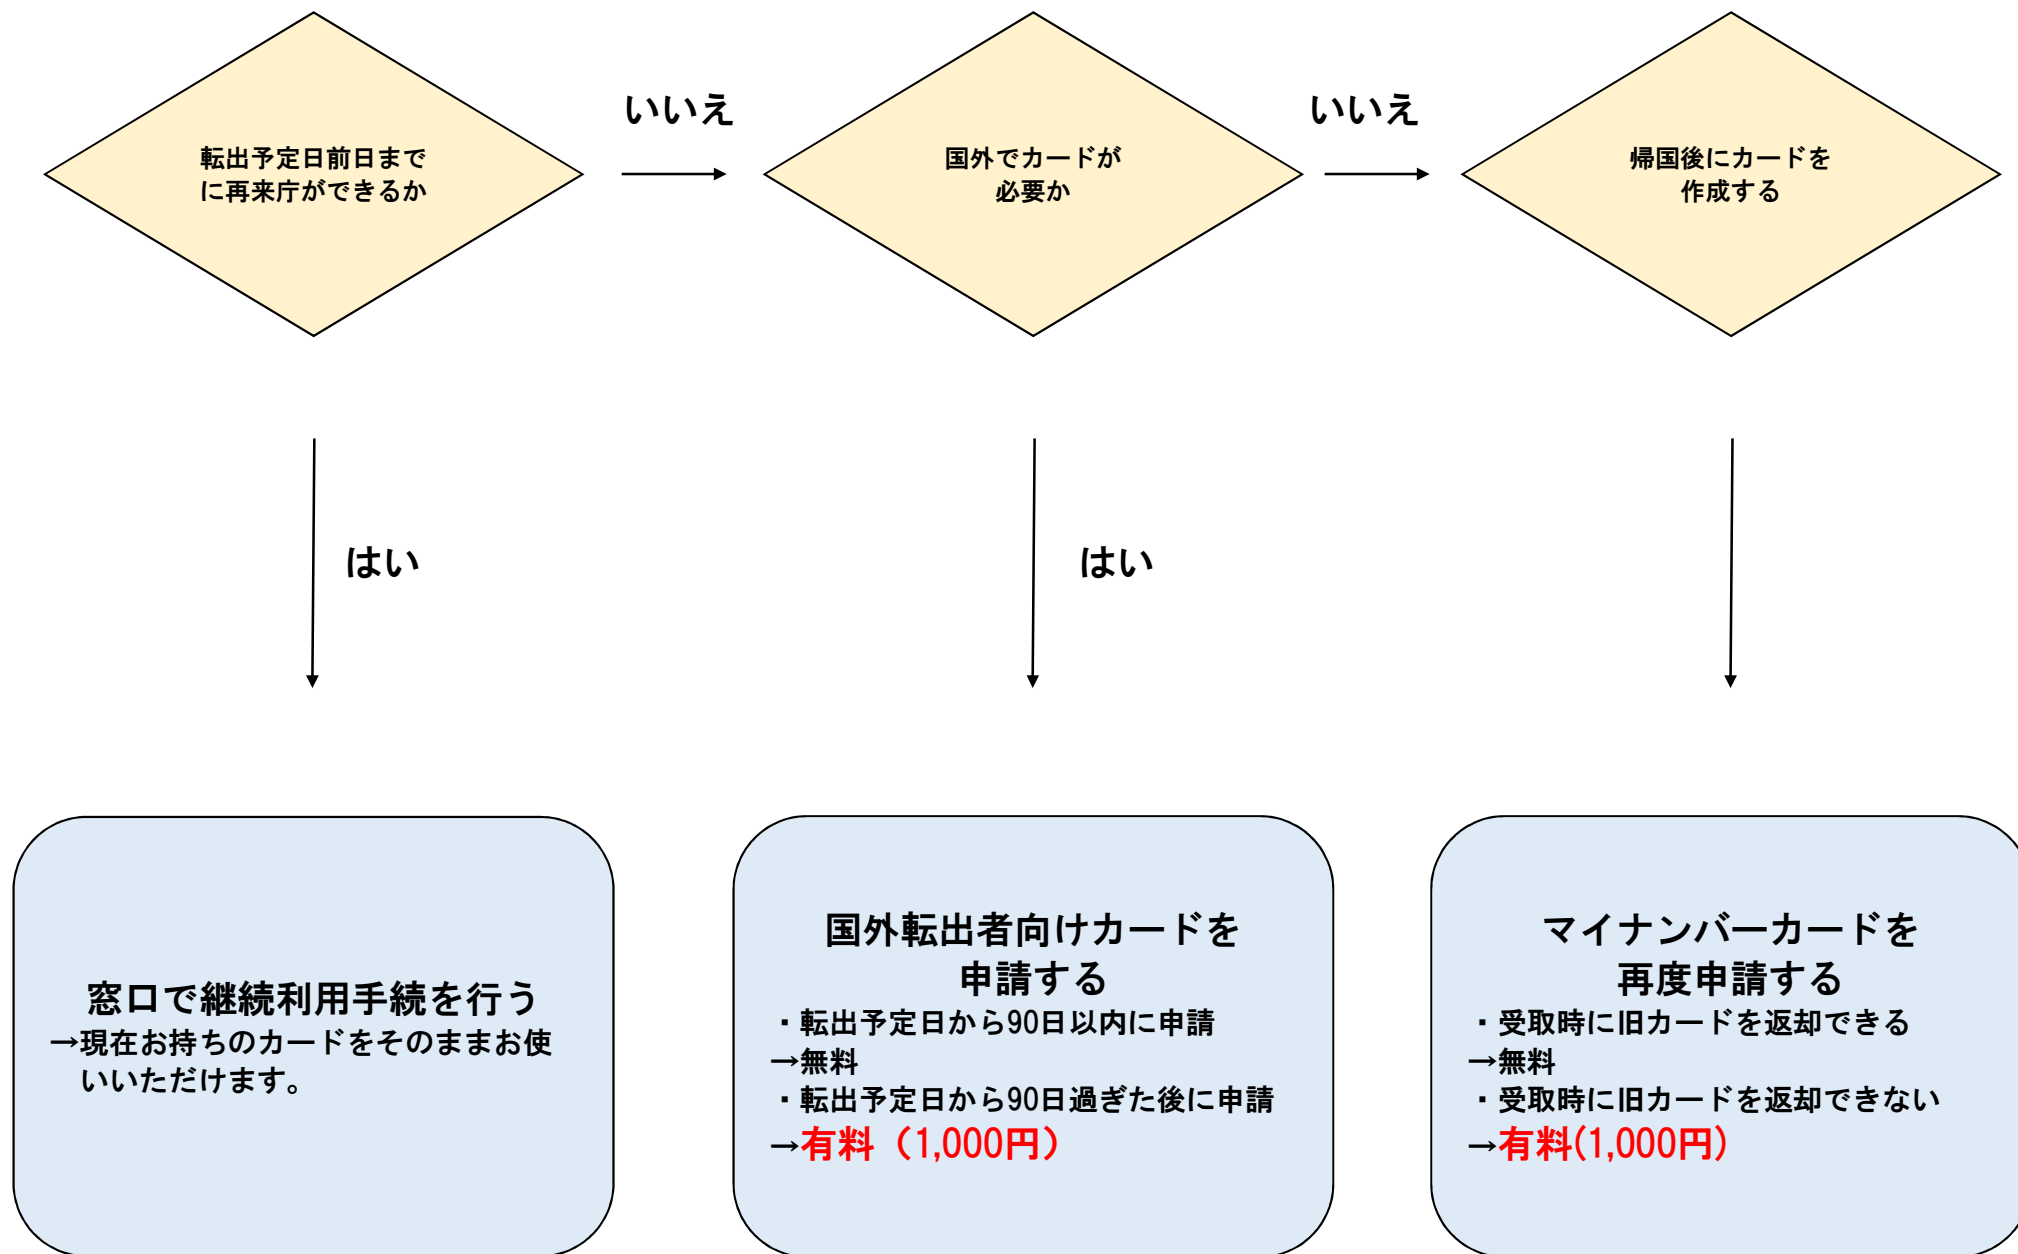 転出予定日前日まで
に再来庁ができるか
いいえ
国外でカードが
必要か
いいえ
帰国後にカードを
作成する
はい
はい
窓口で継続利用手続を行う
→現在お持ちのカードをそのままお使
いいただけます。
国外転出者向けカードを
申請する
・転出予定日から90日以内に申請
→無料
・転出予定日から90日過ぎた後に申請
→有料（1,000円）
マイナンバーカードを
再度申請する
・受取時に旧カードを返却できる
→無料
・受取時に旧カードを返却できない
→有料(1,000円)